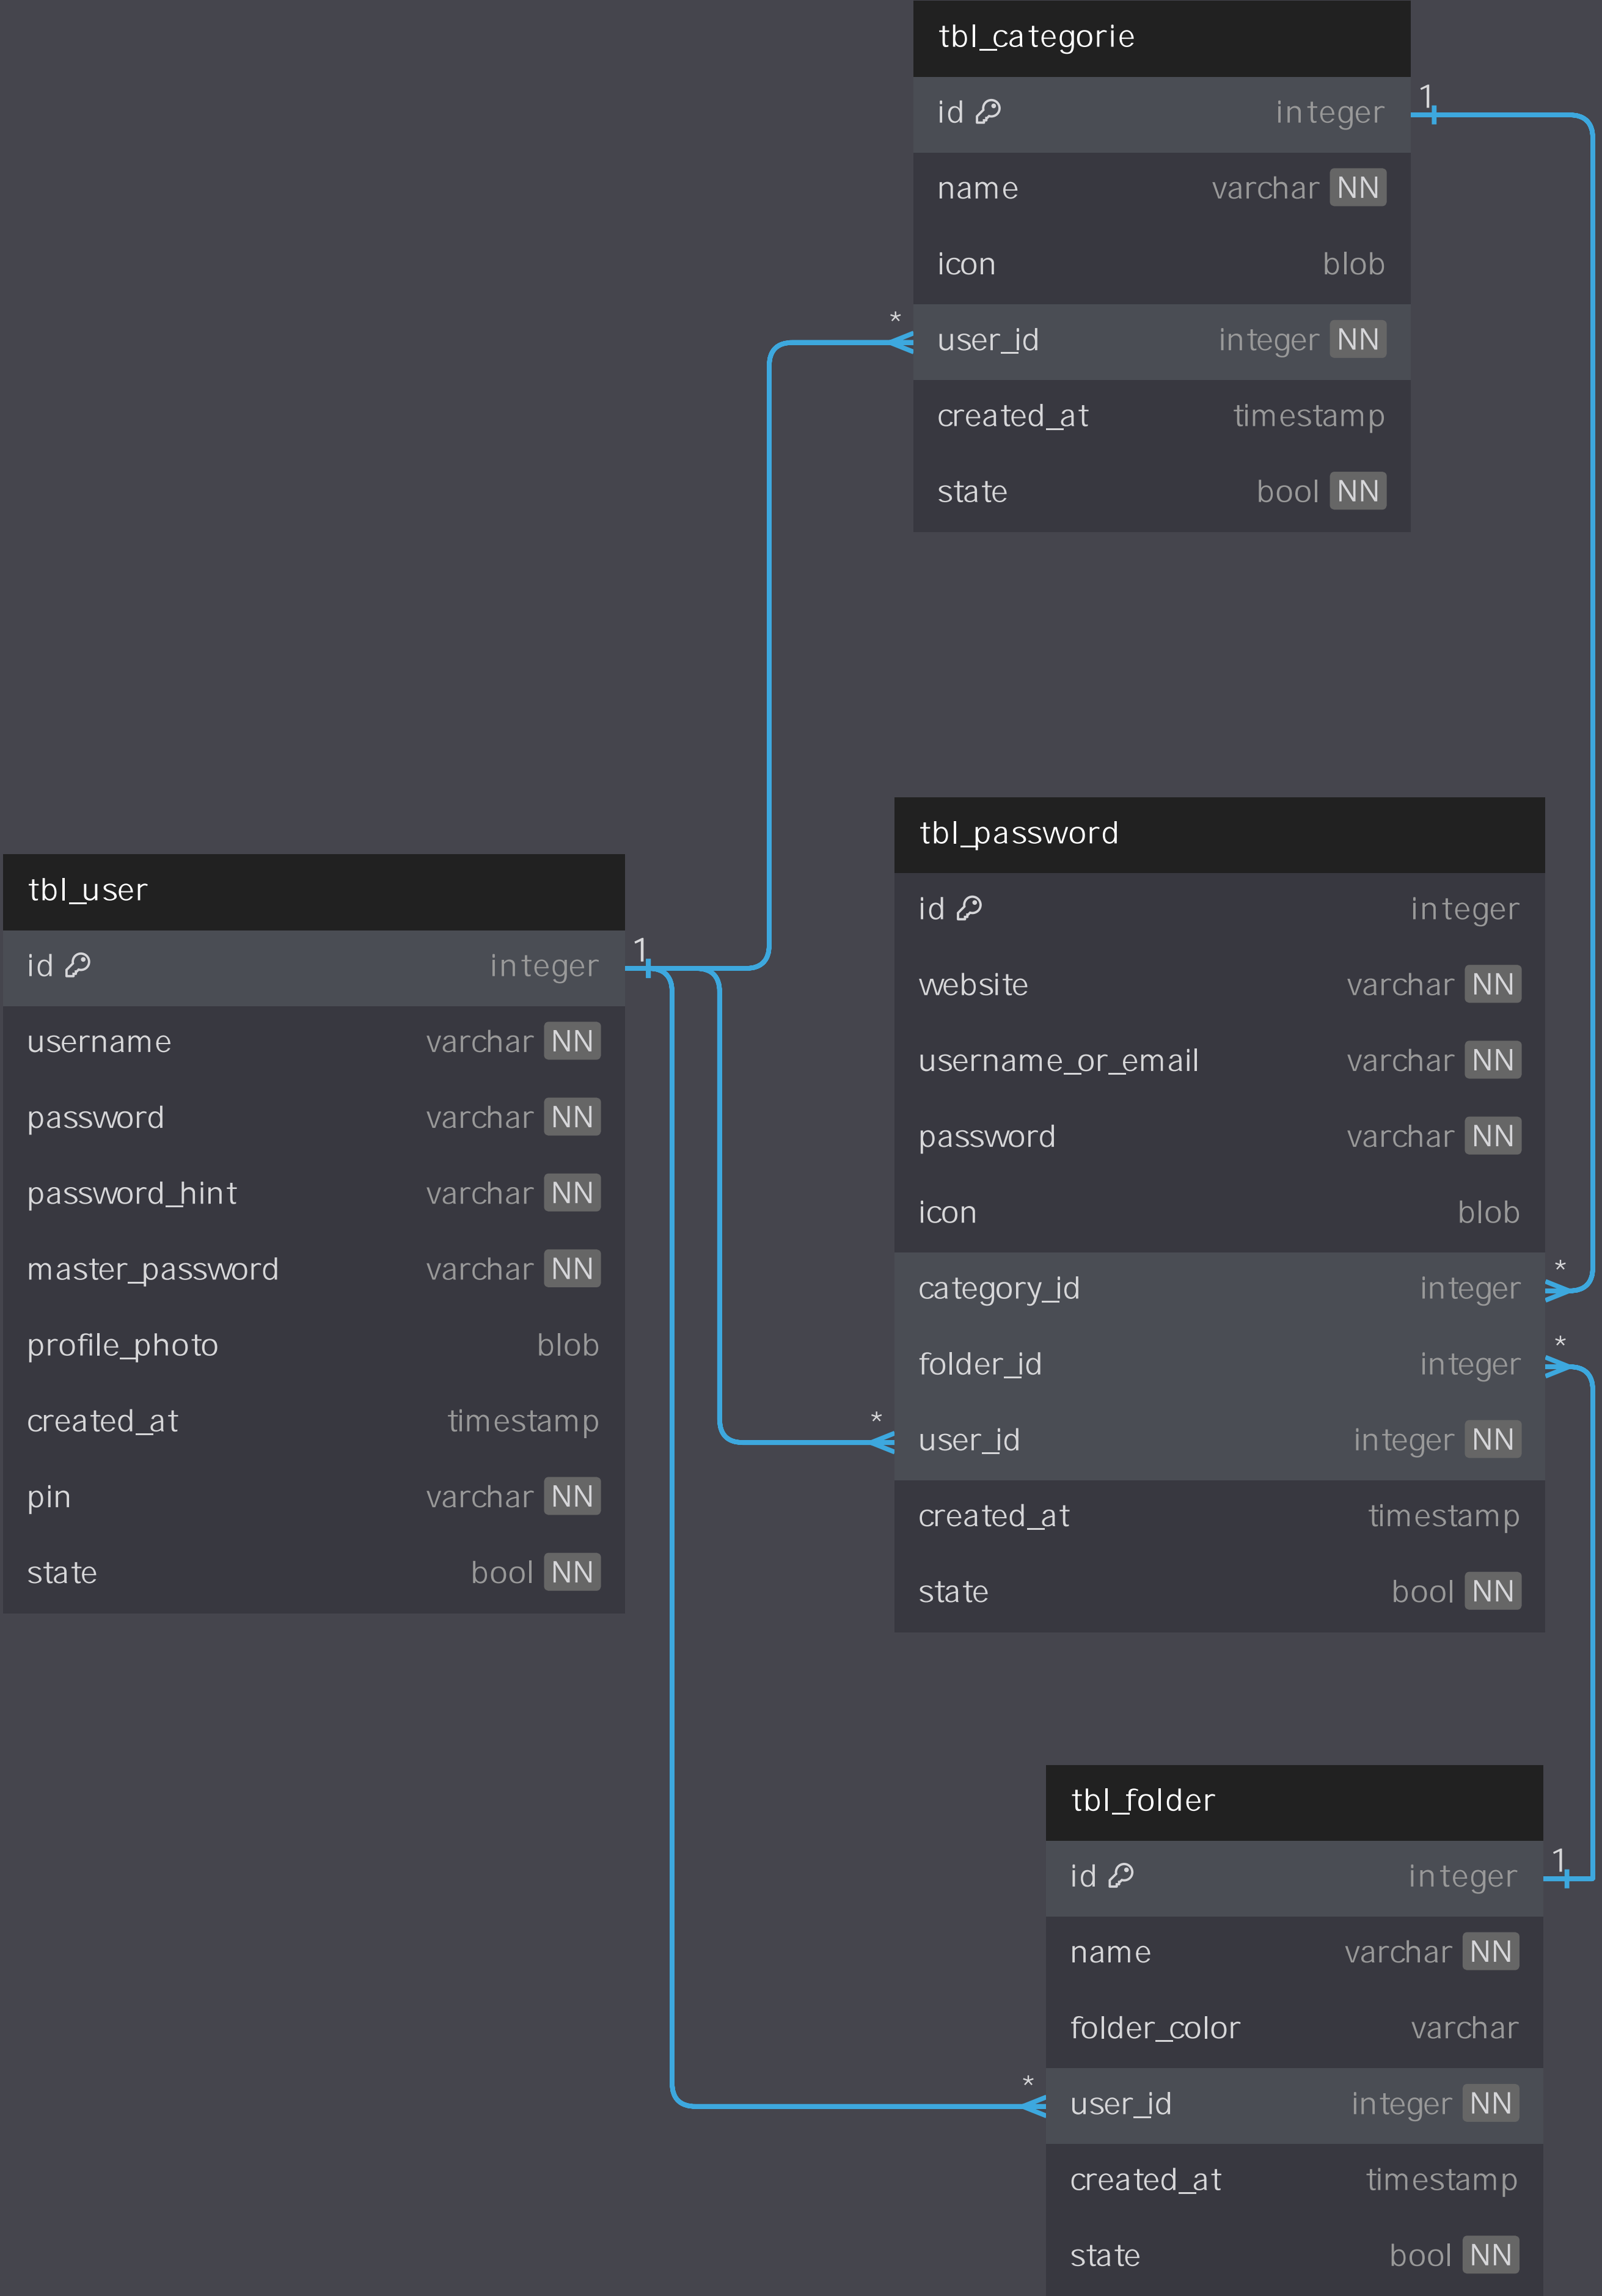 tbl_categorie
id integer
name varchar NN
icon blob
user_id integer NN
created_at timestamp
state bool NN
1
*
tbl_user
id integer
username varchar NN
password varchar NN
password_hint varchar NN
master_password varchar NN
profile_photo blob
created_at timestamp
pin varchar NN
state bool NN
1
tbl_password
id integer
website varchar NN
username_or_email varchar NN
password varchar NN
icon blob
category_id integer
folder_id integer
user_id integer NN
created_at timestamp
state bool NN
*
*
*
tbl_folder
id integer
name varchar NN
folder_color varchar
user_id integer NN
created_at timestamp
state bool NN
1
*